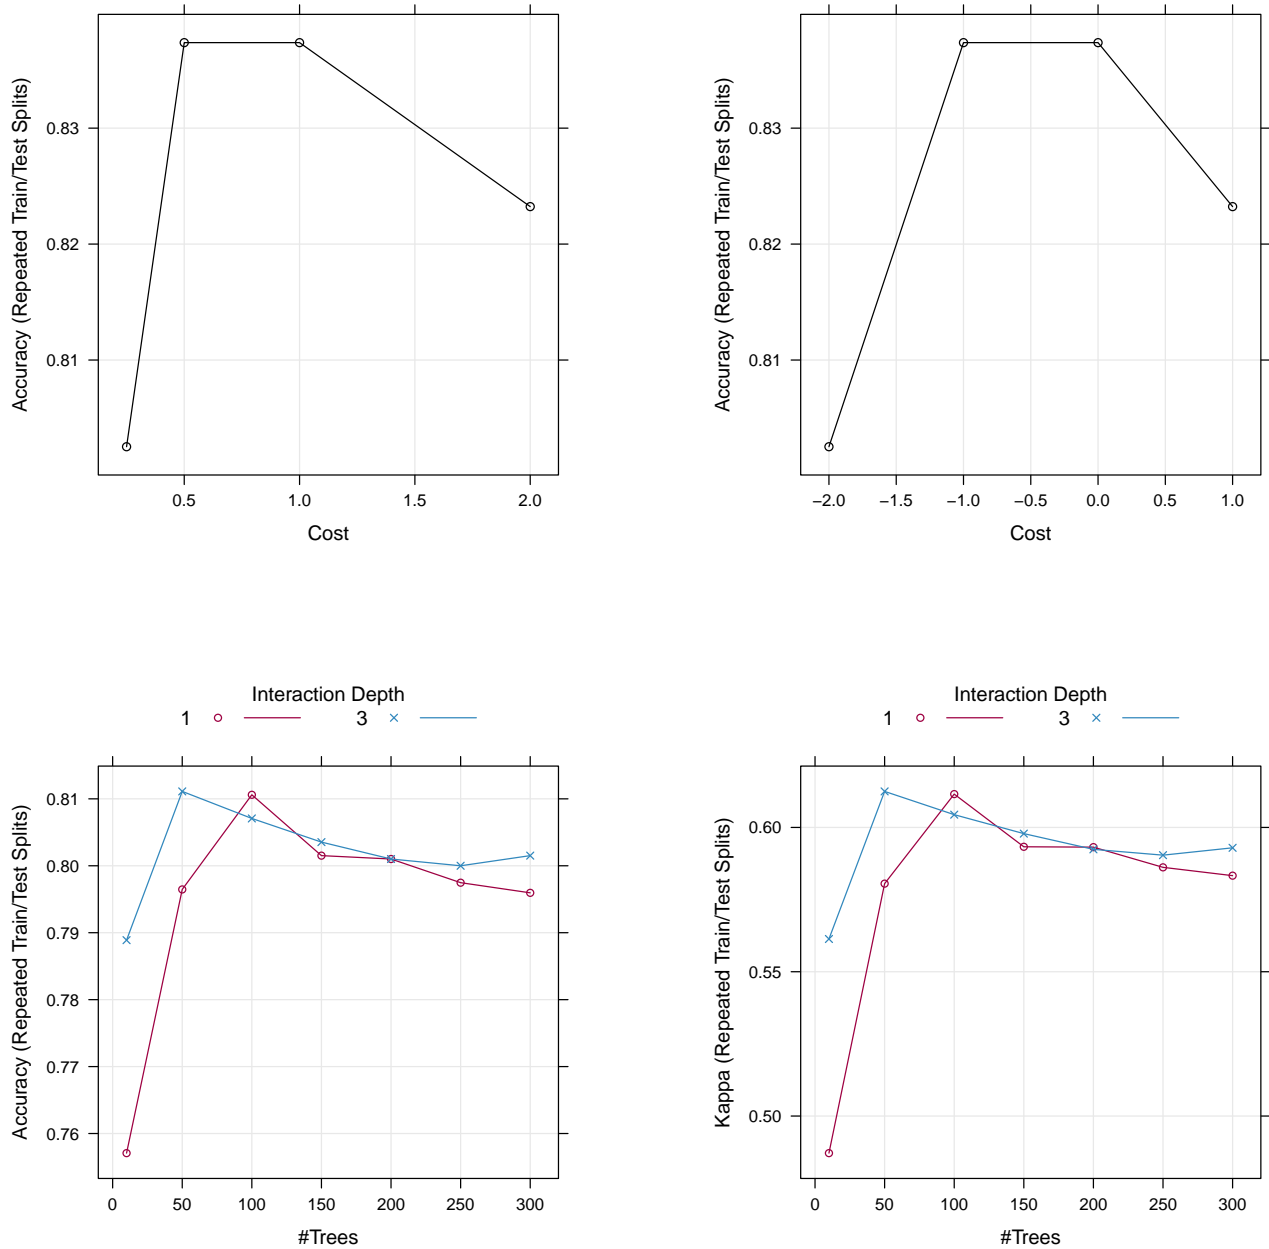 Accuracy (Repeated Train/Test Splits)
0.83
0.82
0.81
0.5 1.0 1.5 2.0
Cost
Accuracy (Repeated Train/Test Splits)
0.83
0.82
0.81
−2.0 −1.5 −1.0 −0.5 0.0 0.5 1.0
Cost
Interaction Depth
1 3
Accuracy (Repeated Train/Test Splits)
0.81
0.80
0.79
0.78
0.77
0.76
0 50 100 150 200 250 300
#Trees
Interaction Depth
1 3
Kappa (Repeated Train/Test Splits)
0.60
0.55
0.50
0 50 100 150 200 250 300
#Trees